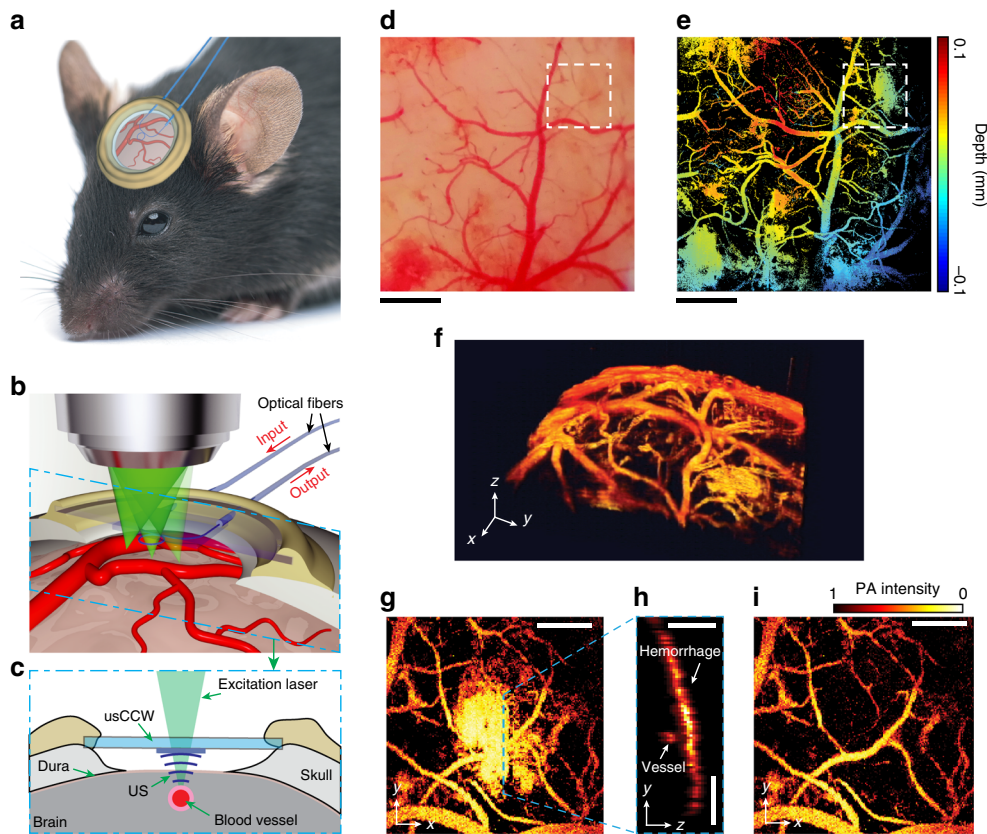 a
b
Optical fibers
Input
Output
c
Excitation laser
usCCW
Dura
US
Skull
Brain
Blood vessel
d
e
0.1
Depth (mm)
–0.1
f
z
y
x
g
y
x
h
Hemorrhage
Vessel
y
z
i
PA intensity
1 0
y
x